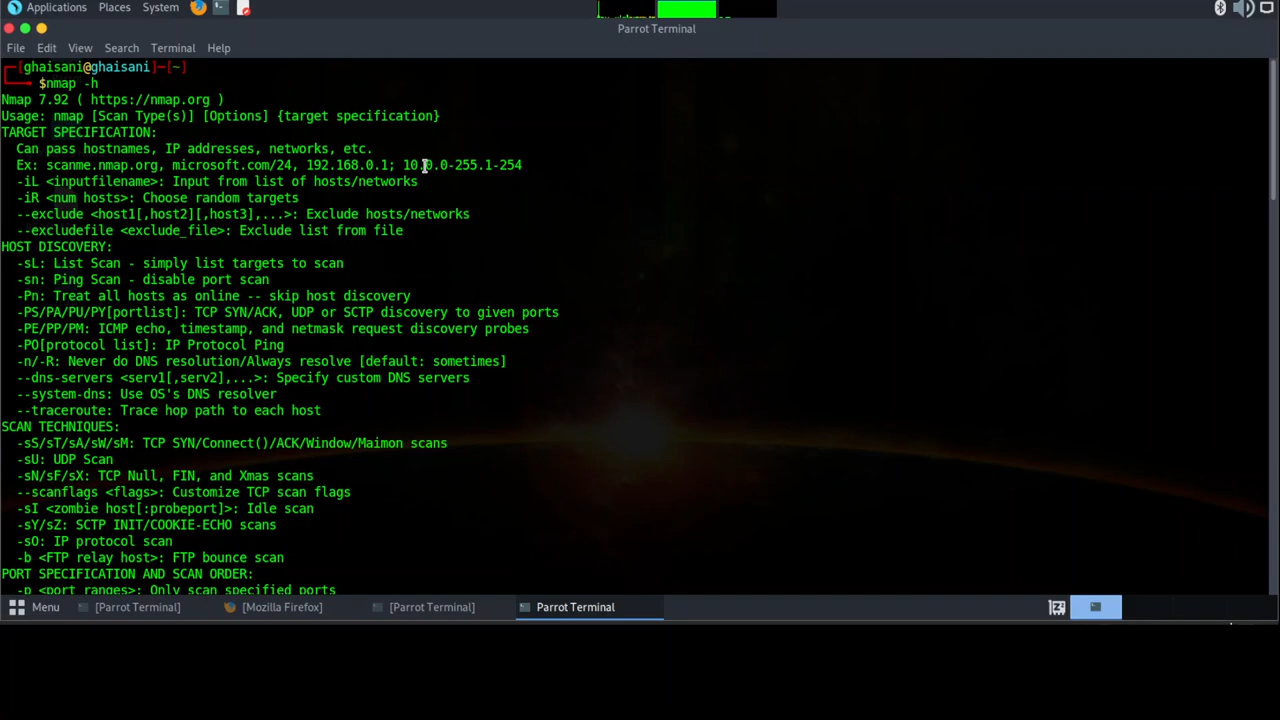 Applications Places System
Parrot Terminal
File Edit View Search Terminal Help
[ghaisani@ghaisani]-[~]
$nmap -h
Nmap 7.92 ( https://nmap.org )
Usage: nmap [Scan Type(s)] [Options] {target specification}
TARGET SPECIFICATION:
Can pass hostnames, IP addresses, networks, etc.
Ex: scanme.nmap.org, microsoft.com/24, 192.168.0.1; 10.0.0-255.1-254
-iL <inputfilename>: Input from list of hosts/networks
-iR <num hosts>: Choose random targets
--exclude <host1[,host2][,host3],...>: Exclude hosts/networks
--excludefile <exclude_file>: Exclude list from file
HOST DISCOVERY:
-sL: List Scan - simply list targets to scan
-sn: Ping Scan - disable port scan
-Pn: Treat all hosts as online -- skip host discovery
-PS/PA/PU/PY[portlist]: TCP SYN/ACK, UDP or SCTP discovery to given ports
-PE/PP/PM: ICMP echo, timestamp, and netmask request discovery probes
-PO[protocol list]: IP Protocol Ping
-n/-R: Never do DNS resolution/Always resolve [default: sometimes]
--dns-servers <serv1[,serv2],...>: Specify custom DNS servers
--system-dns: Use OS's DNS resolver
--traceroute: Trace hop path to each host
SCAN TECHNIQUES:
-sS/sT/sA/sW/sM: TCP SYN/Connect()/ACK/Window/Maimon scans
-sU: UDP Scan
-sN/sF/sX: TCP Null, FIN, and Xmas scans
--scanflags <flags>: Customize TCP scan flags
-sI <zombie host[:probeport]>: Idle scan
-sY/sZ: SCTP INIT/COOKIE-ECHO scans
-sO: IP protocol scan
-b <FTP relay host>: FTP bounce scan
PORT SPECIFICATION AND SCAN ORDER:
-p <port ranges>: Only scan specified ports
Menu [Parrot Terminal] [Mozilla Firefox] [Parrot Terminal] Parrot Terminal